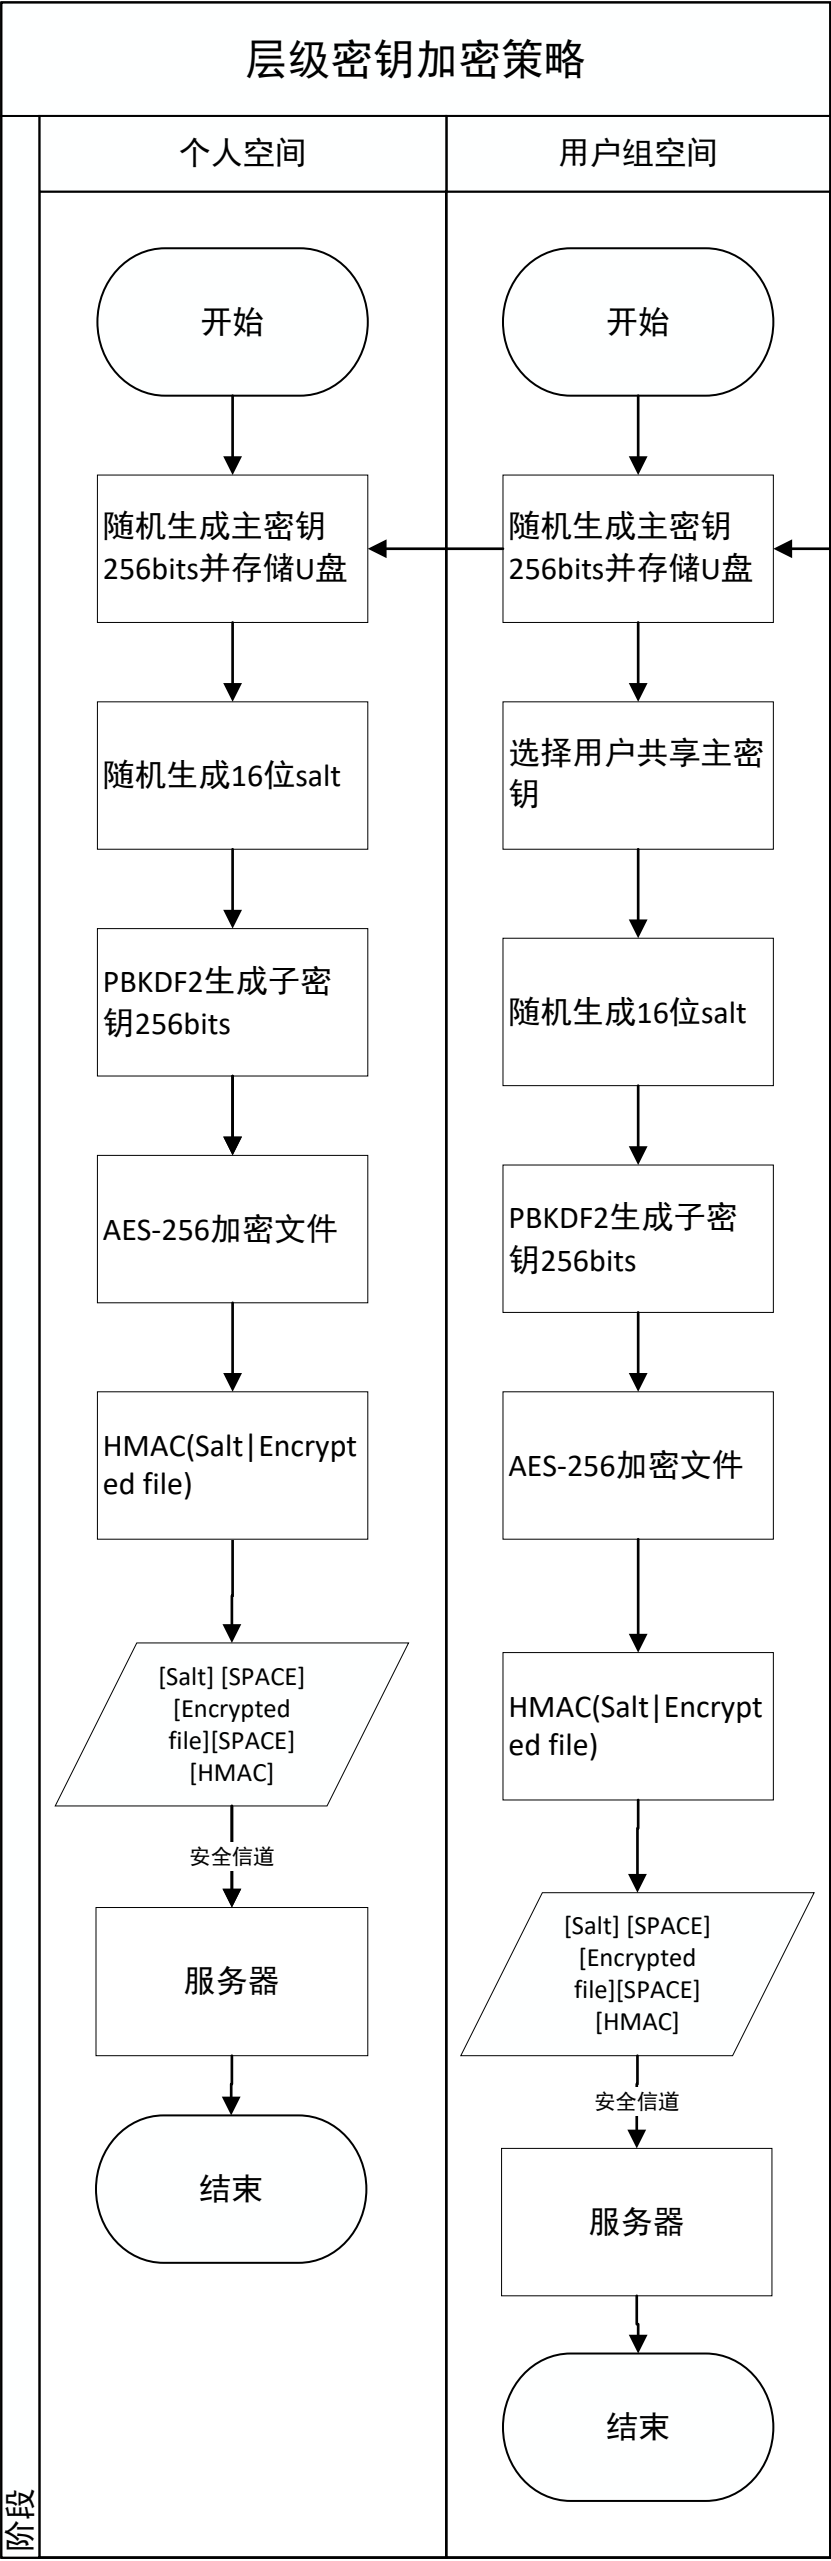 层级密钥加密策略
个人空间
用户组空间
开始
随机生成主密钥
256bits并存储U盘
随机生成16位salt
PBKDF2生成子密
钥256bits
AES-256加密文件
HMAC(Salt|Encrypt
ed file)
[Salt] [SPACE]
[Encrypted
file][SPACE]
[HMAC]
安全信道
服务器
结束
开始
随机生成主密钥
256bits并存储U盘
选择用户共享主密
钥
随机生成16位salt
PBKDF2生成子密
钥256bits
AES-256加密文件
HMAC(Salt|Encrypt
ed file)
[Salt] [SPACE]
[Encrypted
file][SPACE]
[HMAC]
安全信道
服务器
结束
阶段